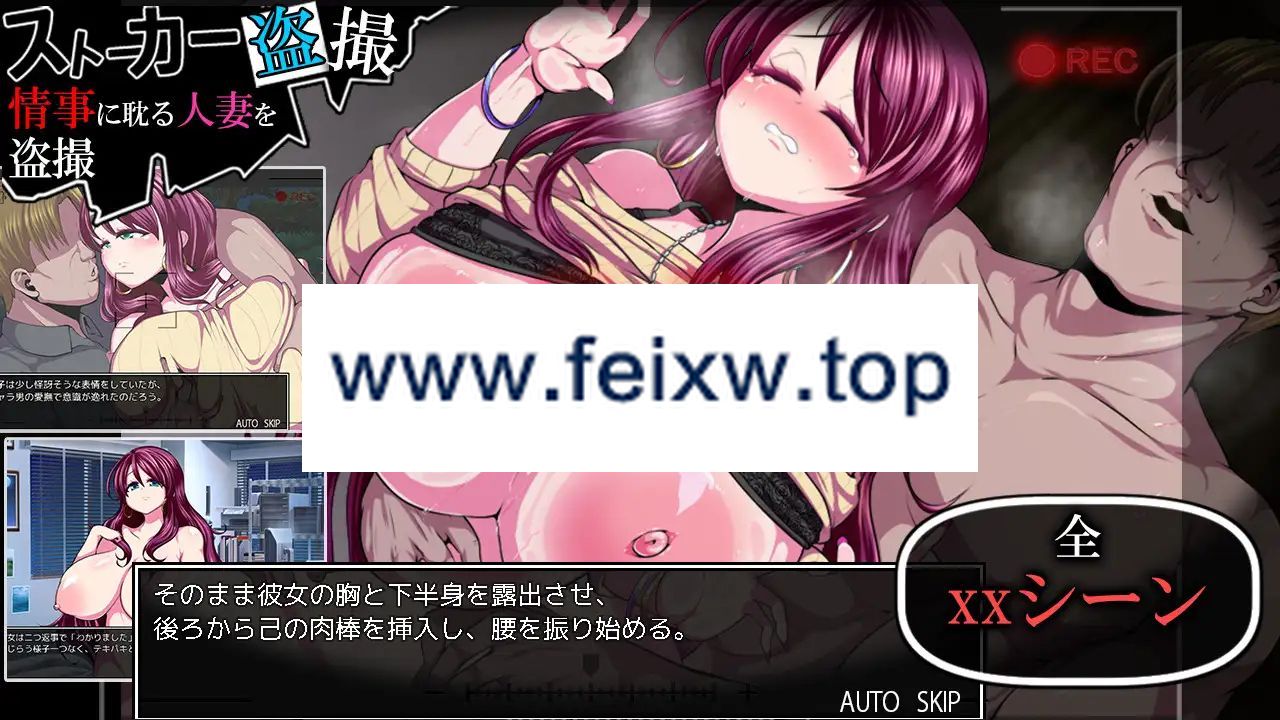 ストーカー盗撮
情事に耽る人妻を
盗撮
REC
REC
www.feixw.top
子は少し怪訝そうな表情をしていたが、
ャラ男の愛撫で意識が逸れたのだろう。
AUTO SKIP
女は二つ返事で「わかりました」
じらう様子一つなく、テキパキと
全
xxシーン
そのまま彼女の胸と下半身を露出させ、
後ろから己の肉棒を挿入し、腰を振り始める。
AUTO SKIP